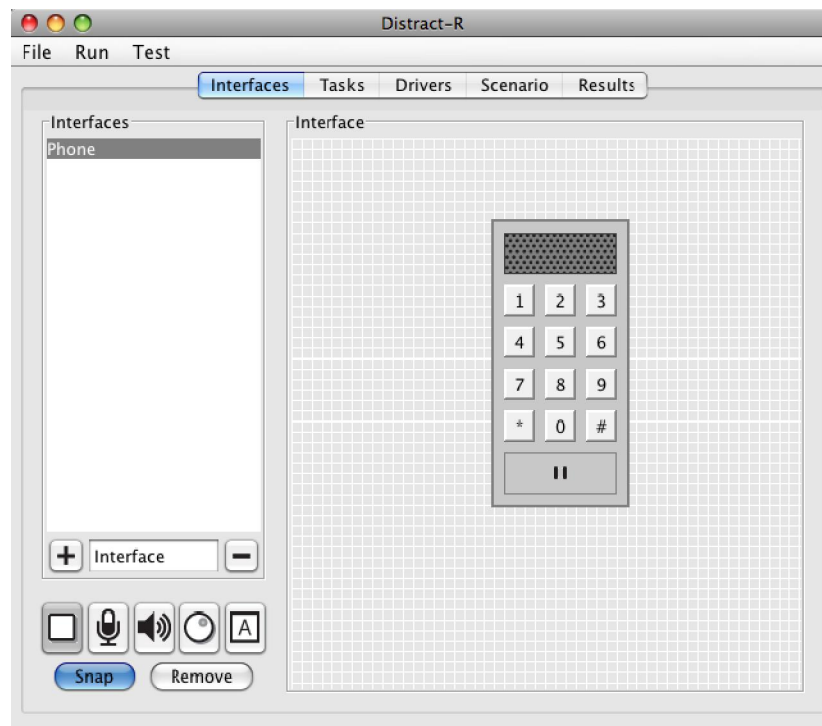 Distract-R
File Run Test
Interfaces Tasks Drivers Scenario Results
Interfaces
Phone
Interface
1 2 3
4 5 6
7 8 9
* 0 #
+ Interface −
A
Snap Remove